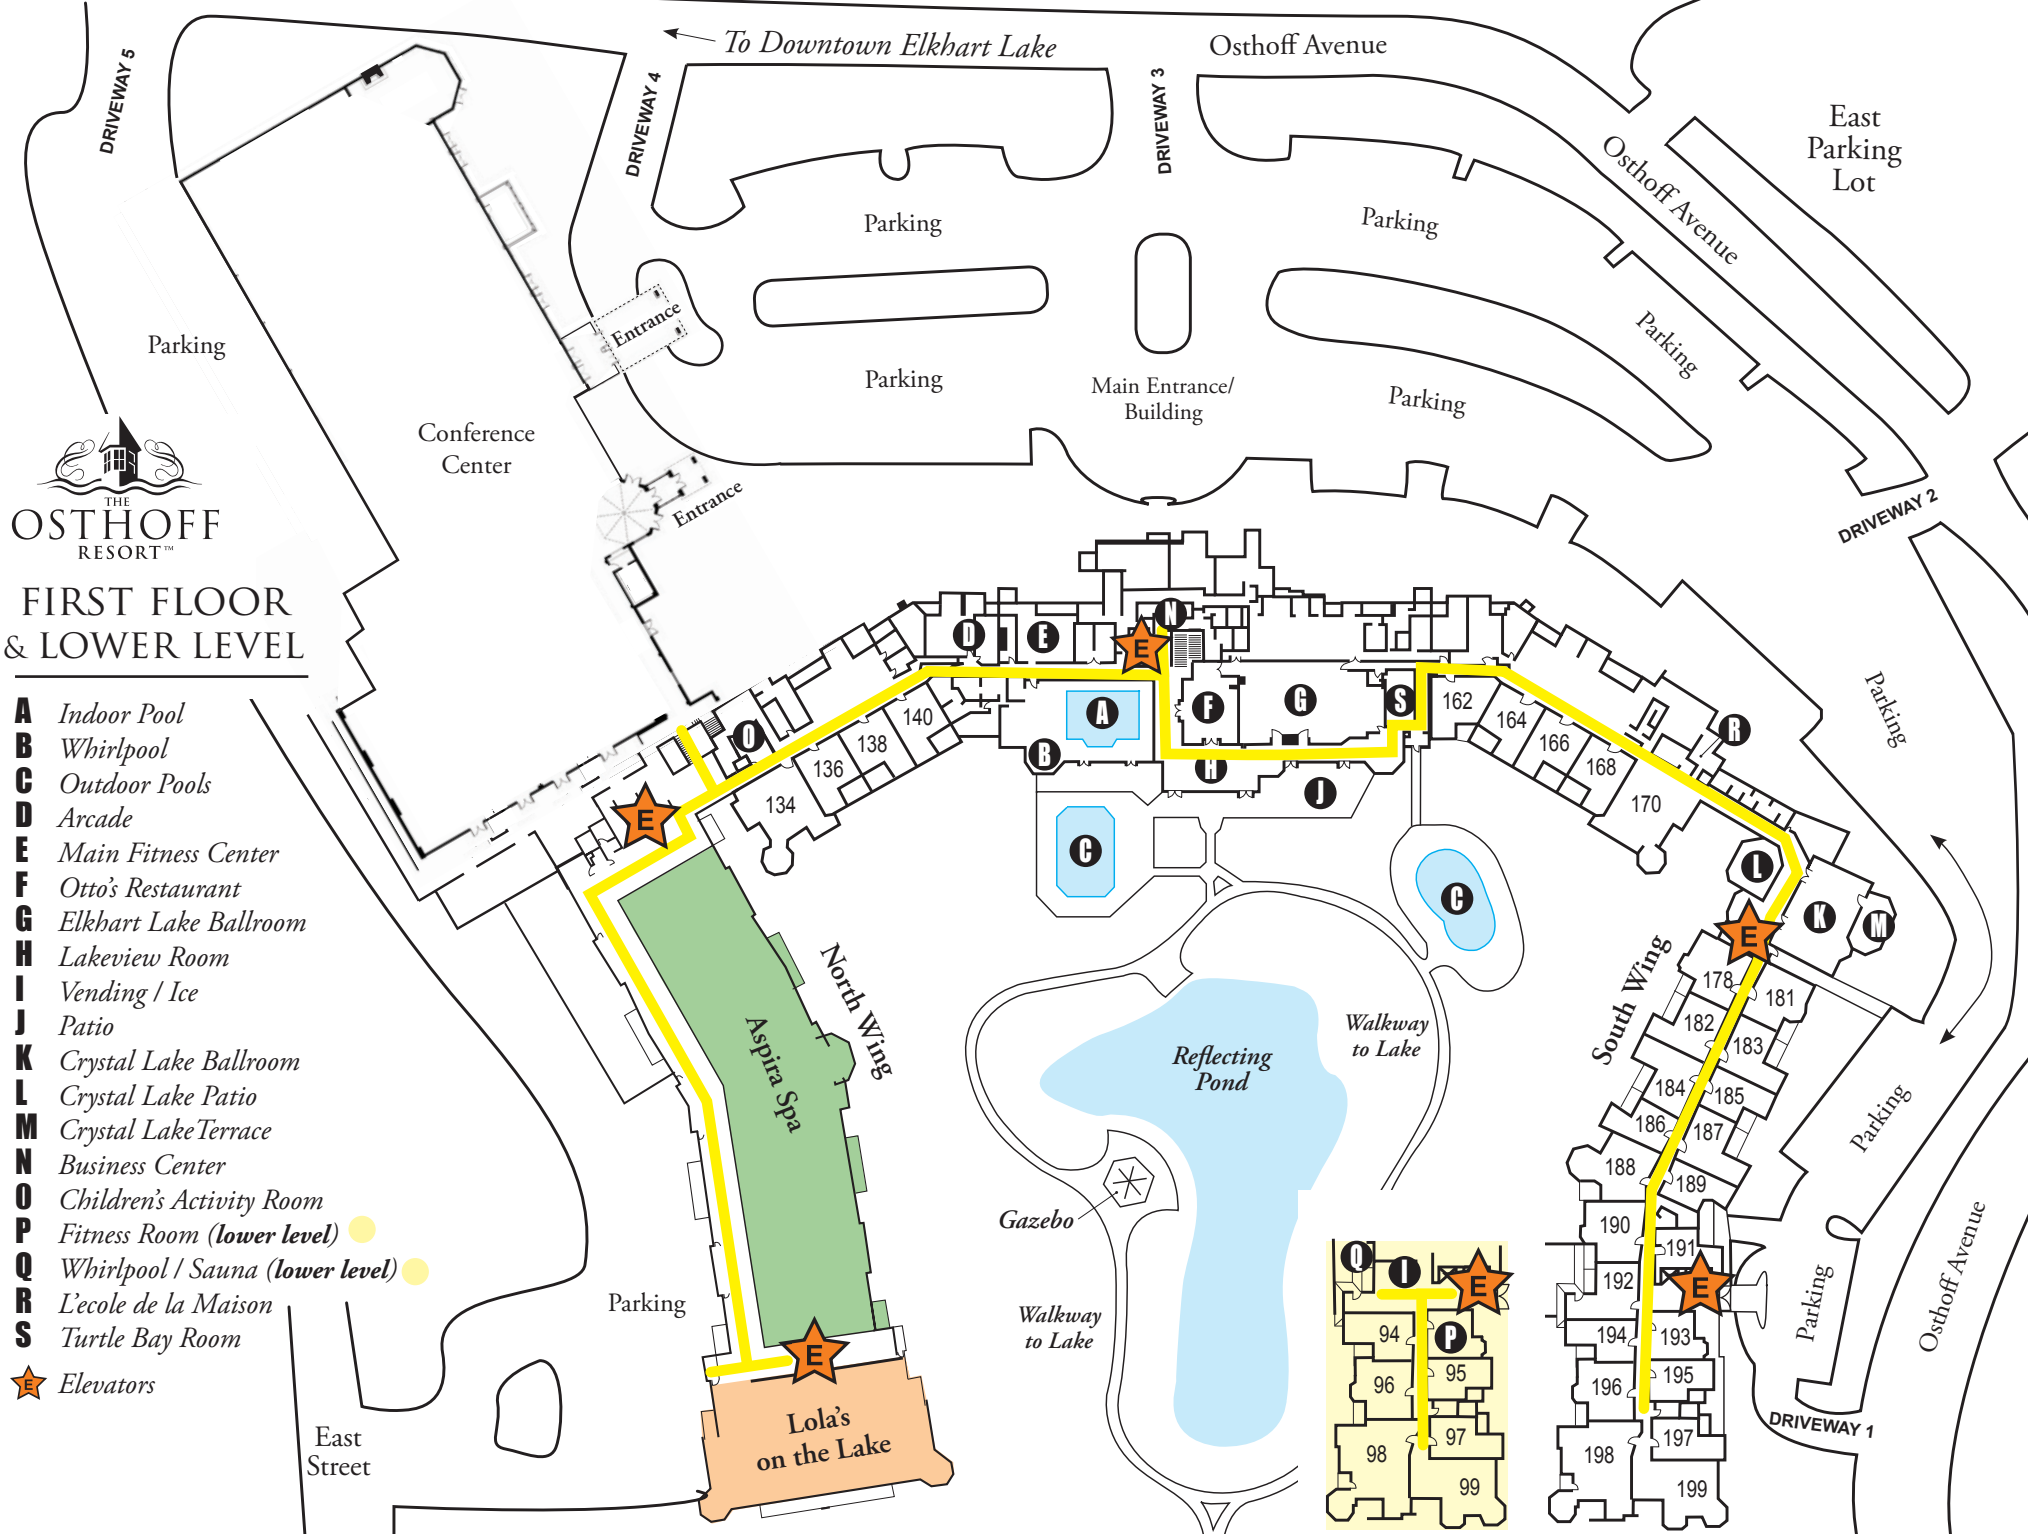 To Downtown Elkhart Lake
Osthoff Avenue
DRIVEWAY 5
DRIVEWAY 4
DRIVEWAY 3
East
Parking
Lot
Osthoff Avenue
Parking
Parking
Entrance
Parking
Parking
Parking
Main Entrance/
Building
Parking
Conference
Center
Entrance
DRIVEWAY 2
THE
OSTHOFF
RESORT™
FIRST FLOOR
& LOWER LEVEL
A Indoor Pool
B Whirlpool
C Outdoor Pools
D Arcade
E Main Fitness Center
F Otto's Restaurant
G Elkhart Lake Ballroom
H Lakeview Room
I Vending / Ice
J Patio
K Crystal Lake Ballroom
L Crystal Lake Patio
M Crystal LakeTerrace
N Business Center
O Children's Activity Room
P Fitness Room (lower level)
Q Whirlpool / Sauna (lower level)
R L'ecole de la Maison
S Turtle Bay Room
E Elevators
N
D
E
E
A
F
G
S
B
H
J
O
E
C
C
R
L
K
M
E
134
136
138
140
162
164
166
168
170
Parking
North Wing
Aspira Spa
South Wing
178
181
182
183
184
185
186
187
188
189
190
191
192
E
193
194
195
196
197
198
199
Walkway
to Lake
Reflecting
Pond
Gazebo
Walkway
to Lake
Parking
Parking
Osthoff Avenue
DRIVEWAY 1
Q
I
E
P
94
95
96
97
98
99
Parking
E
Lola's
on the Lake
East
Street